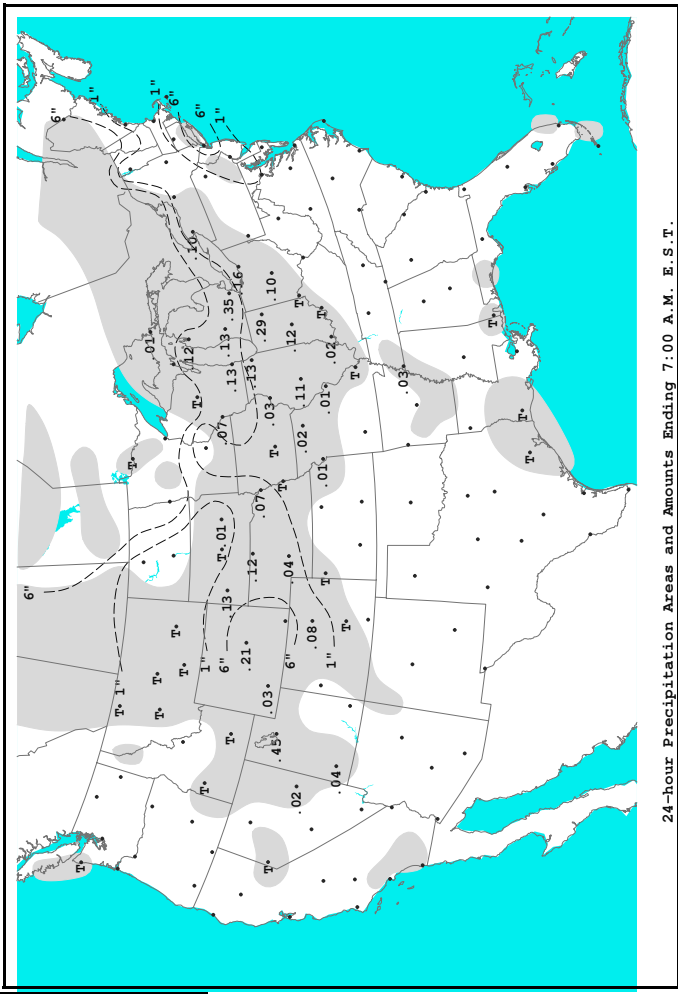 6"
6"
T
1"
T
1"
T
.01
1"
T
T
6"
T
T
.12
.10
T
6"
T
1"
1"
T
.01
.07
6"
.13
.13
.35
T
.13
.16
.21
.13
.12
.07
.29
T
.03
.03
.10
T
.45
T
.04
6"
.12
.02
T
.11
.02
.08
T
.01
T
.01
1"
.02
.04
T
T
.03
T
T
T
24-hour Precipitation Areas and Amounts Ending 7:00 A.M. E.S.T.